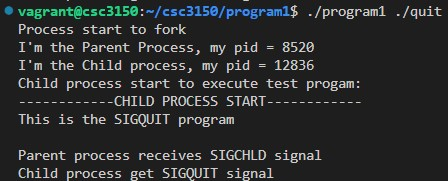 vagrant@csc3150:~/csc3150/program1$ ./program1 ./quit
Process start to fork
I'm the Parent Process, my pid = 8520
I'm the Child process, my pid = 12836
Child process start to execute test progam:
------------CHILD PROCESS START------------
This is the SIGQUIT program
Parent process receives SIGCHLD signal
Child process get SIGQUIT signal